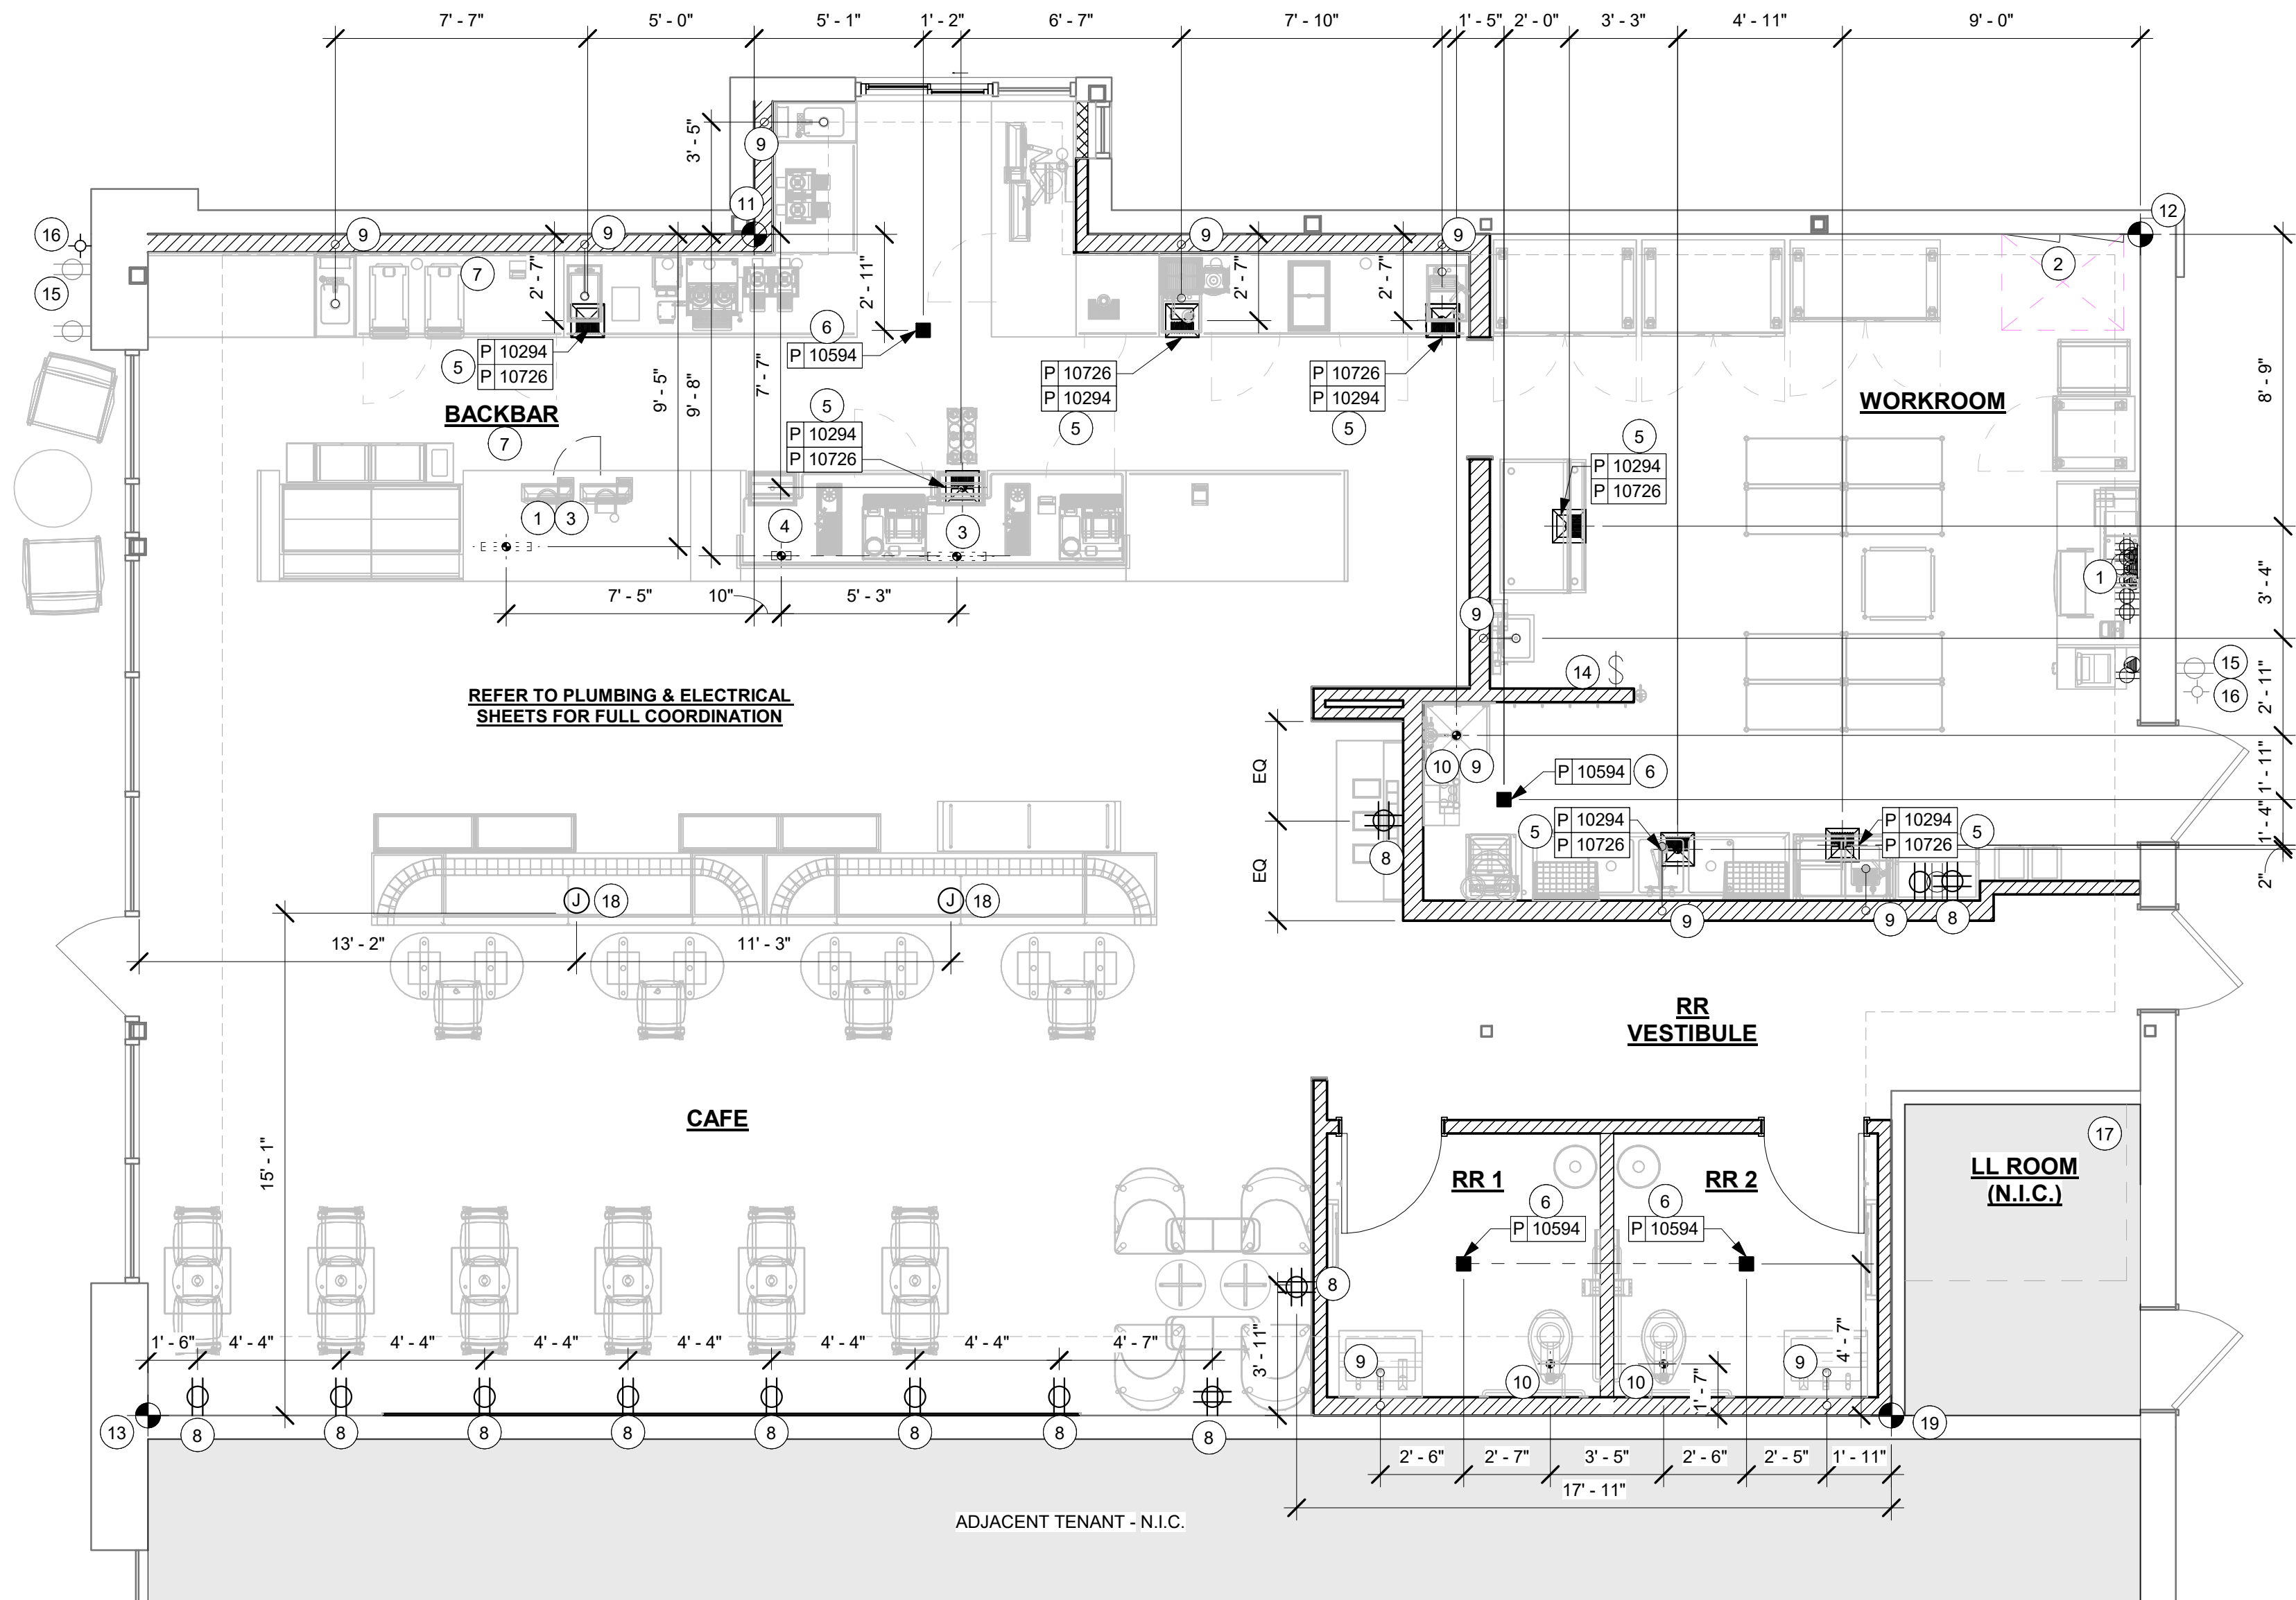 7' - 7" 5' - 0" 5' - 1" 1' - 2" 6' - 7" 7' - 10" 1' - 5" 2' - 0" 3' - 3" 4' - 11" 9' - 0"
3' - 5"
9
11
12
16
9
9
9
9
15
7
2' - 7"
2' - 11"
2' - 7"
2' - 7"
2
6
P 10594
P 10294
P 10726
5
P 10726
P 10294
5
P 10726
P 10294
5
8' - 9"
9' - 5"
9' - 8"
7' - 7"
BACKBAR
7
5
P 10294
P 10726
WORKROOM
5
P 10294
P 10726
1
3
4
3
1
3' - 4"
7' - 5"
10"
5' - 3"
9
14
15
16
2' - 11"
REFER TO PLUMBING & ELECTRICAL
SHEETS FOR FULL COORDINATION
EQ
10
9
P 10594
6
1' - 11"
8
EQ
5
P 10294
P 10726
P 10294
P 10726
5
1' - 4"
2"
J
18
J
18
9
9
8
13' - 2"
11' - 3"
RR
VESTIBULE
CAFE
15' - 1"
17
LL ROOM
(N.I.C.)
RR 1
RR 2
6
P 10594
6
P 10594
8
1' - 6"
4' - 4"
4' - 4"
4' - 4"
4' - 4"
4' - 4"
4' - 4"
4' - 7"
3' - 11"
9
10
10
9
1' - 7"
4' - 7"
13
8
8
8
8
8
8
8
8
19
2' - 6"
2' - 7"
3' - 5"
2' - 6"
2' - 5"
1' - 11"
17' - 11"
ADJACENT TENANT - N.I.C.